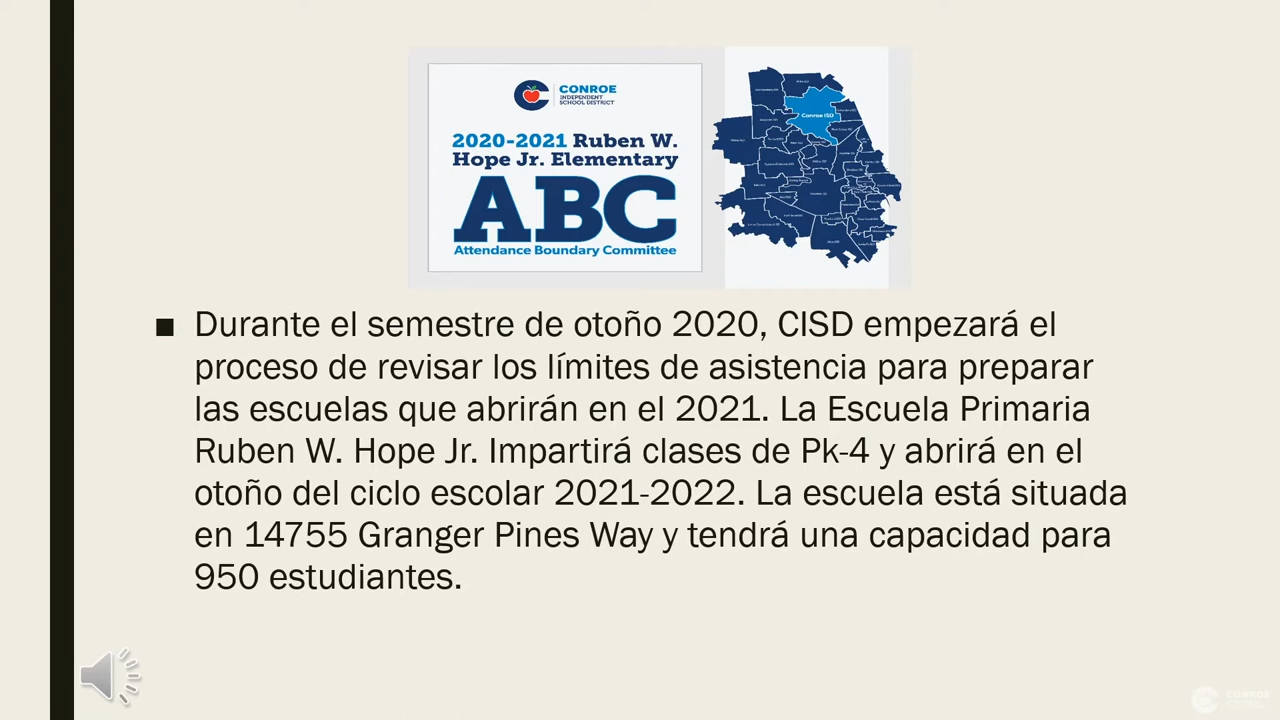 CONROE
INDEPENDENT
SCHOOL DISTRICT
2020-2021 Ruben W.
Hope Jr. Elementary
ABC
Attendance Boundary Committee
Conroe ISD
■ Durante el semestre de otoño 2020, CISD empezará el
proceso de revisar los límites de asistencia para preparar
las escuelas que abrirán en el 2021. La Escuela Primaria
Ruben W. Hope Jr. Impartirá clases de Pk-4 y abrirá en el
otoño del ciclo escolar 2021-2022. La escuela está situada
en 14755 Granger Pines Way y tendrá una capacidad para
950 estudiantes.
CONROE